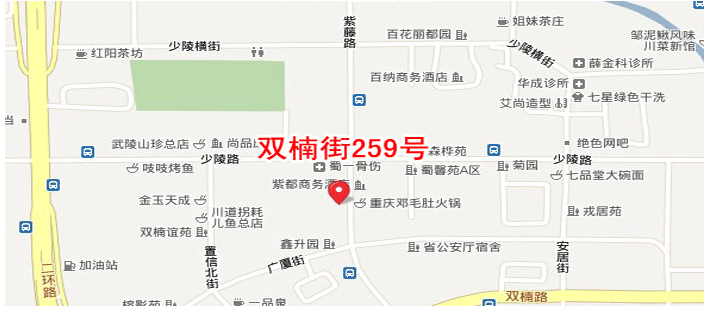 姐妹茶庄
紫藤路
百花丽都园
邹泥鳅风味
川菜新馆
红阳茶坊
少陵横街
少陵横街
薛金科诊所
百纳商务酒店
华成诊所
七星绿色干洗
艾尚造型
当
武陵山珍总店
尚品
双楠街259号
绝色网吧
森桦苑
少陵路
吱吱烤鱼
蜀一骨伤
蜀馨苑A区
菊园
少陵路
七品堂大碗面
紫都商务酒店
金玉天成
重庆邓毛肚火锅
川道拐耗
儿鱼总店
戎居苑
双楠谊苑
置信北街
鑫升园
省公安厅宿舍
安居街
广厦街
加油站
二环路
双楠路
榕影苑
一品泉